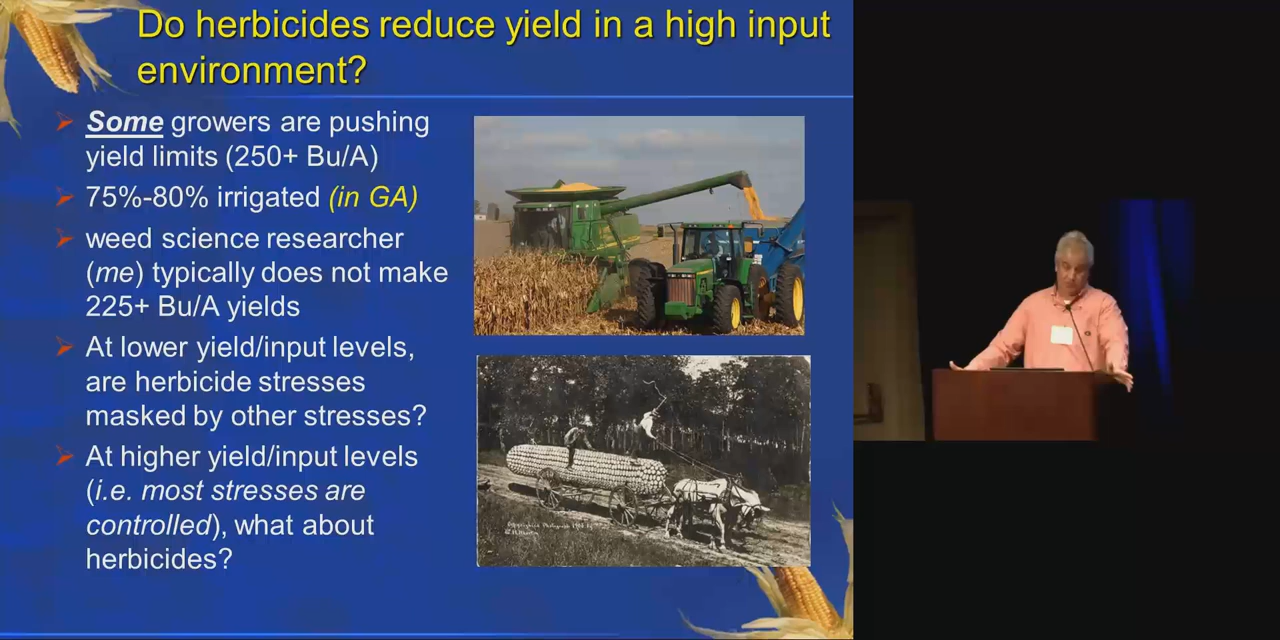 Do herbicides reduce yield in a high input
environment?
Some growers are pushing
yield limits (250+ Bu/A)
75%-80% irrigated (in GA)
weed science researcher
(me) typically does not make
225+ Bu/A yields
At lower yield/input levels,
are herbicide stresses
masked by other stresses?
At higher yield/input levels
(i.e. most stresses are
controlled), what about
herbicides?
Copyrighted Photograph